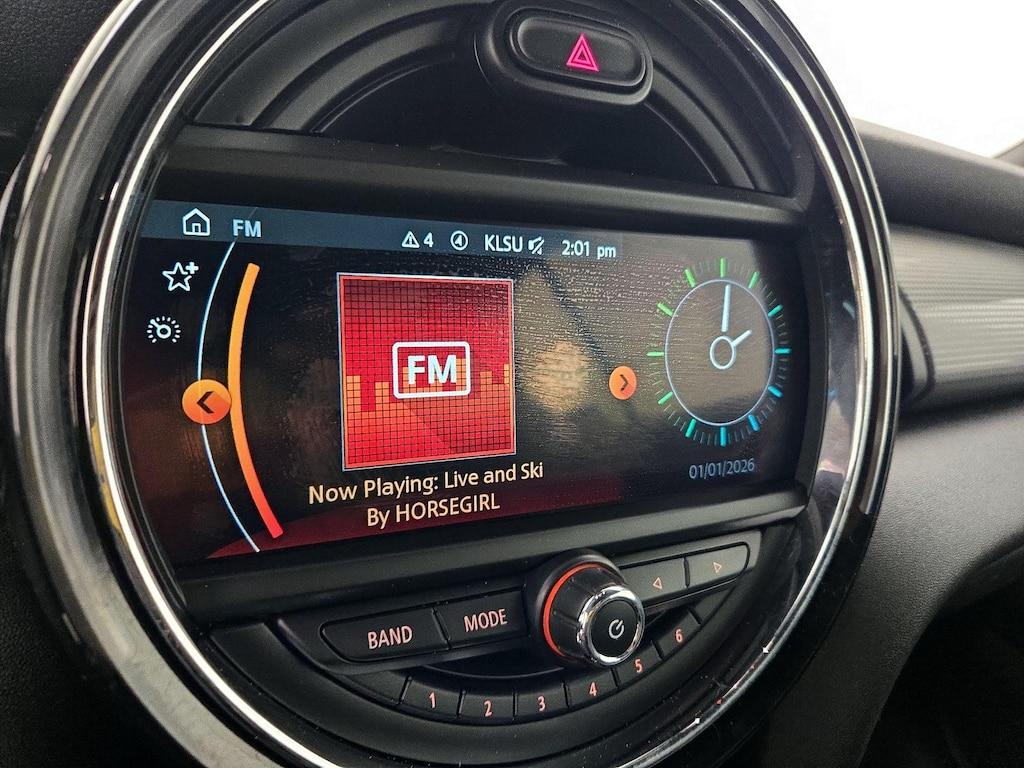 FM
4
KLSU
2:01 pm
FM
Now Playing: Live and Ski
By HORSEGIRL
01/01/2026
BAND
MODE
1
2
3
4
5
6